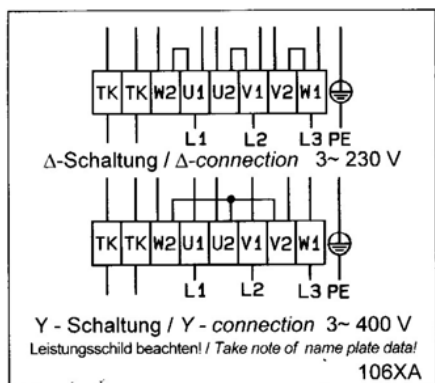 TK TK W2 U1 U2 V1 V2 W1
L1 L2 L3 PE
Δ-Schaltung / Δ-connection 3~ 230 V
TK TK W2 U1 U2 V1 V2 W1
L1 L2 L3 PE
Y - Schaltung / Y - connection 3~ 400 V
Leistungsschild beachten! / Take note of name plate data!
106XA